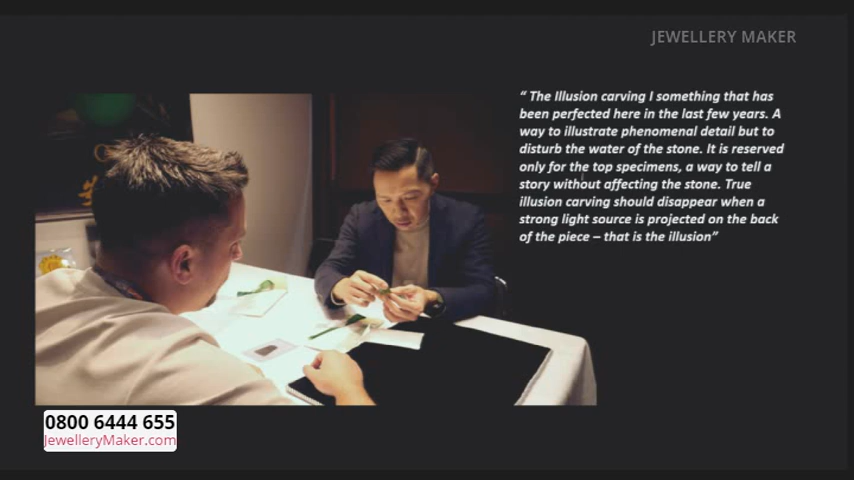 JEWELLERY MAKER
“ The Illusion carving I something that has
been perfected here in the last few years. A
way to illustrate phenomenal detail but to
disturb the water of the stone. It is reserved
only for the top specimens, a way to tell a
story without affecting the stone. True
illusion carving should disappear when a
strong light source is projected on the back
of the piece – that is the illusion”
0800 6444 655
JewelleryMaker.com